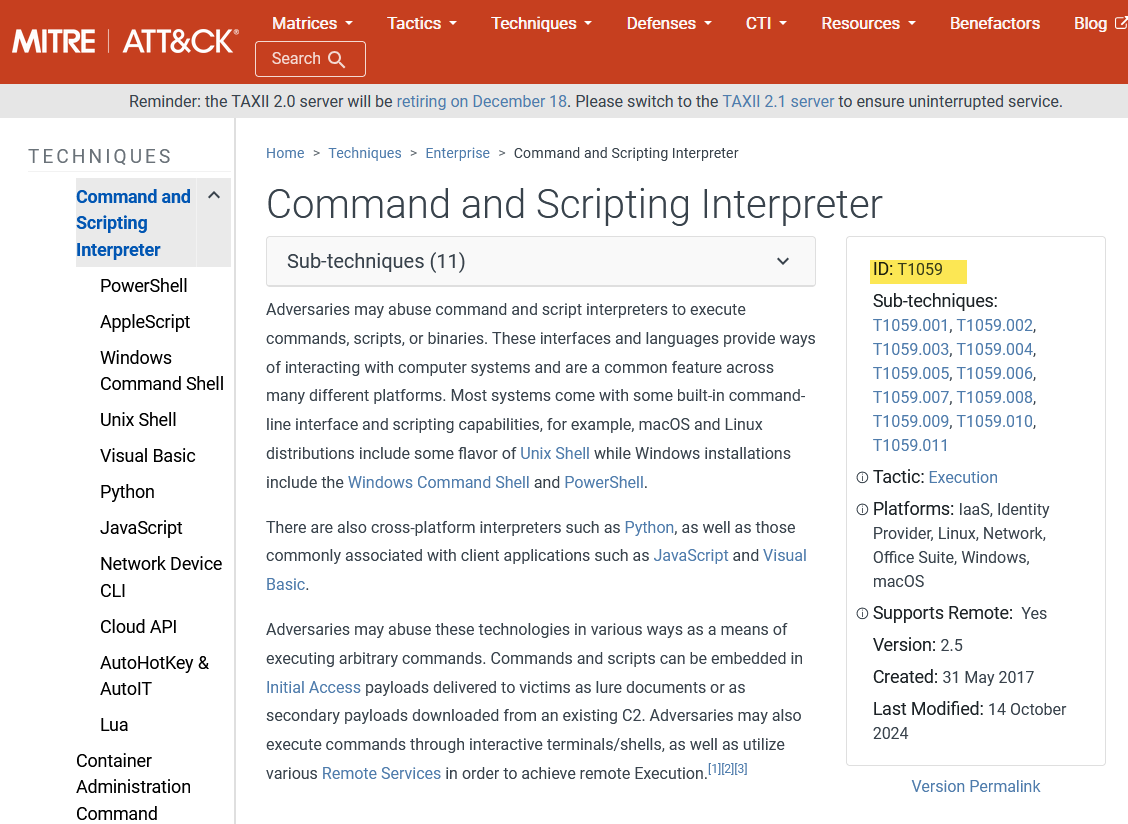 MITRE | ATT&CK®
Matrices
Tactics
Techniques
Defenses
CTI
Resources
Benefactors
Blog
Search
Reminder: the TAXII 2.0 server will be retiring on December 18. Please switch to the TAXII 2.1 server to ensure uninterrupted service.
TECHNIQUES
Command and
Scripting
Interpreter
PowerShell
AppleScript
Windows
Command Shell
Unix Shell
Visual Basic
Python
JavaScript
Network Device
CLI
Cloud API
AutoHotKey &
AutoIT
Lua
Container
Administration
Command
Home > Techniques > Enterprise > Command and Scripting Interpreter
Command and Scripting Interpreter
Sub-techniques (11)
Adversaries may abuse command and script interpreters to execute
commands, scripts, or binaries. These interfaces and languages provide ways
of interacting with computer systems and are a common feature across
many different platforms. Most systems come with some built-in command-
line interface and scripting capabilities, for example, macOS and Linux
distributions include some flavor of Unix Shell while Windows installations
include the Windows Command Shell and PowerShell.
There are also cross-platform interpreters such as Python, as well as those
commonly associated with client applications such as JavaScript and Visual
Basic.
Adversaries may abuse these technologies in various ways as a means of
executing arbitrary commands. Commands and scripts can be embedded in
Initial Access payloads delivered to victims as lure documents or as
secondary payloads downloaded from an existing C2. Adversaries may also
execute commands through interactive terminals/shells, as well as utilize
various Remote Services in order to achieve remote Execution.[1][2][3]
ID: T1059
Sub-techniques:
T1059.001, T1059.002,
T1059.003, T1059.004,
T1059.005, T1059.006,
T1059.007, T1059.008,
T1059.009, T1059.010,
T1059.011
Tactic: Execution
Platforms: IaaS, Identity
Provider, Linux, Network,
Office Suite, Windows,
macOS
Supports Remote: Yes
Version: 2.5
Created: 31 May 2017
Last Modified: 14 October
2024
Version Permalink